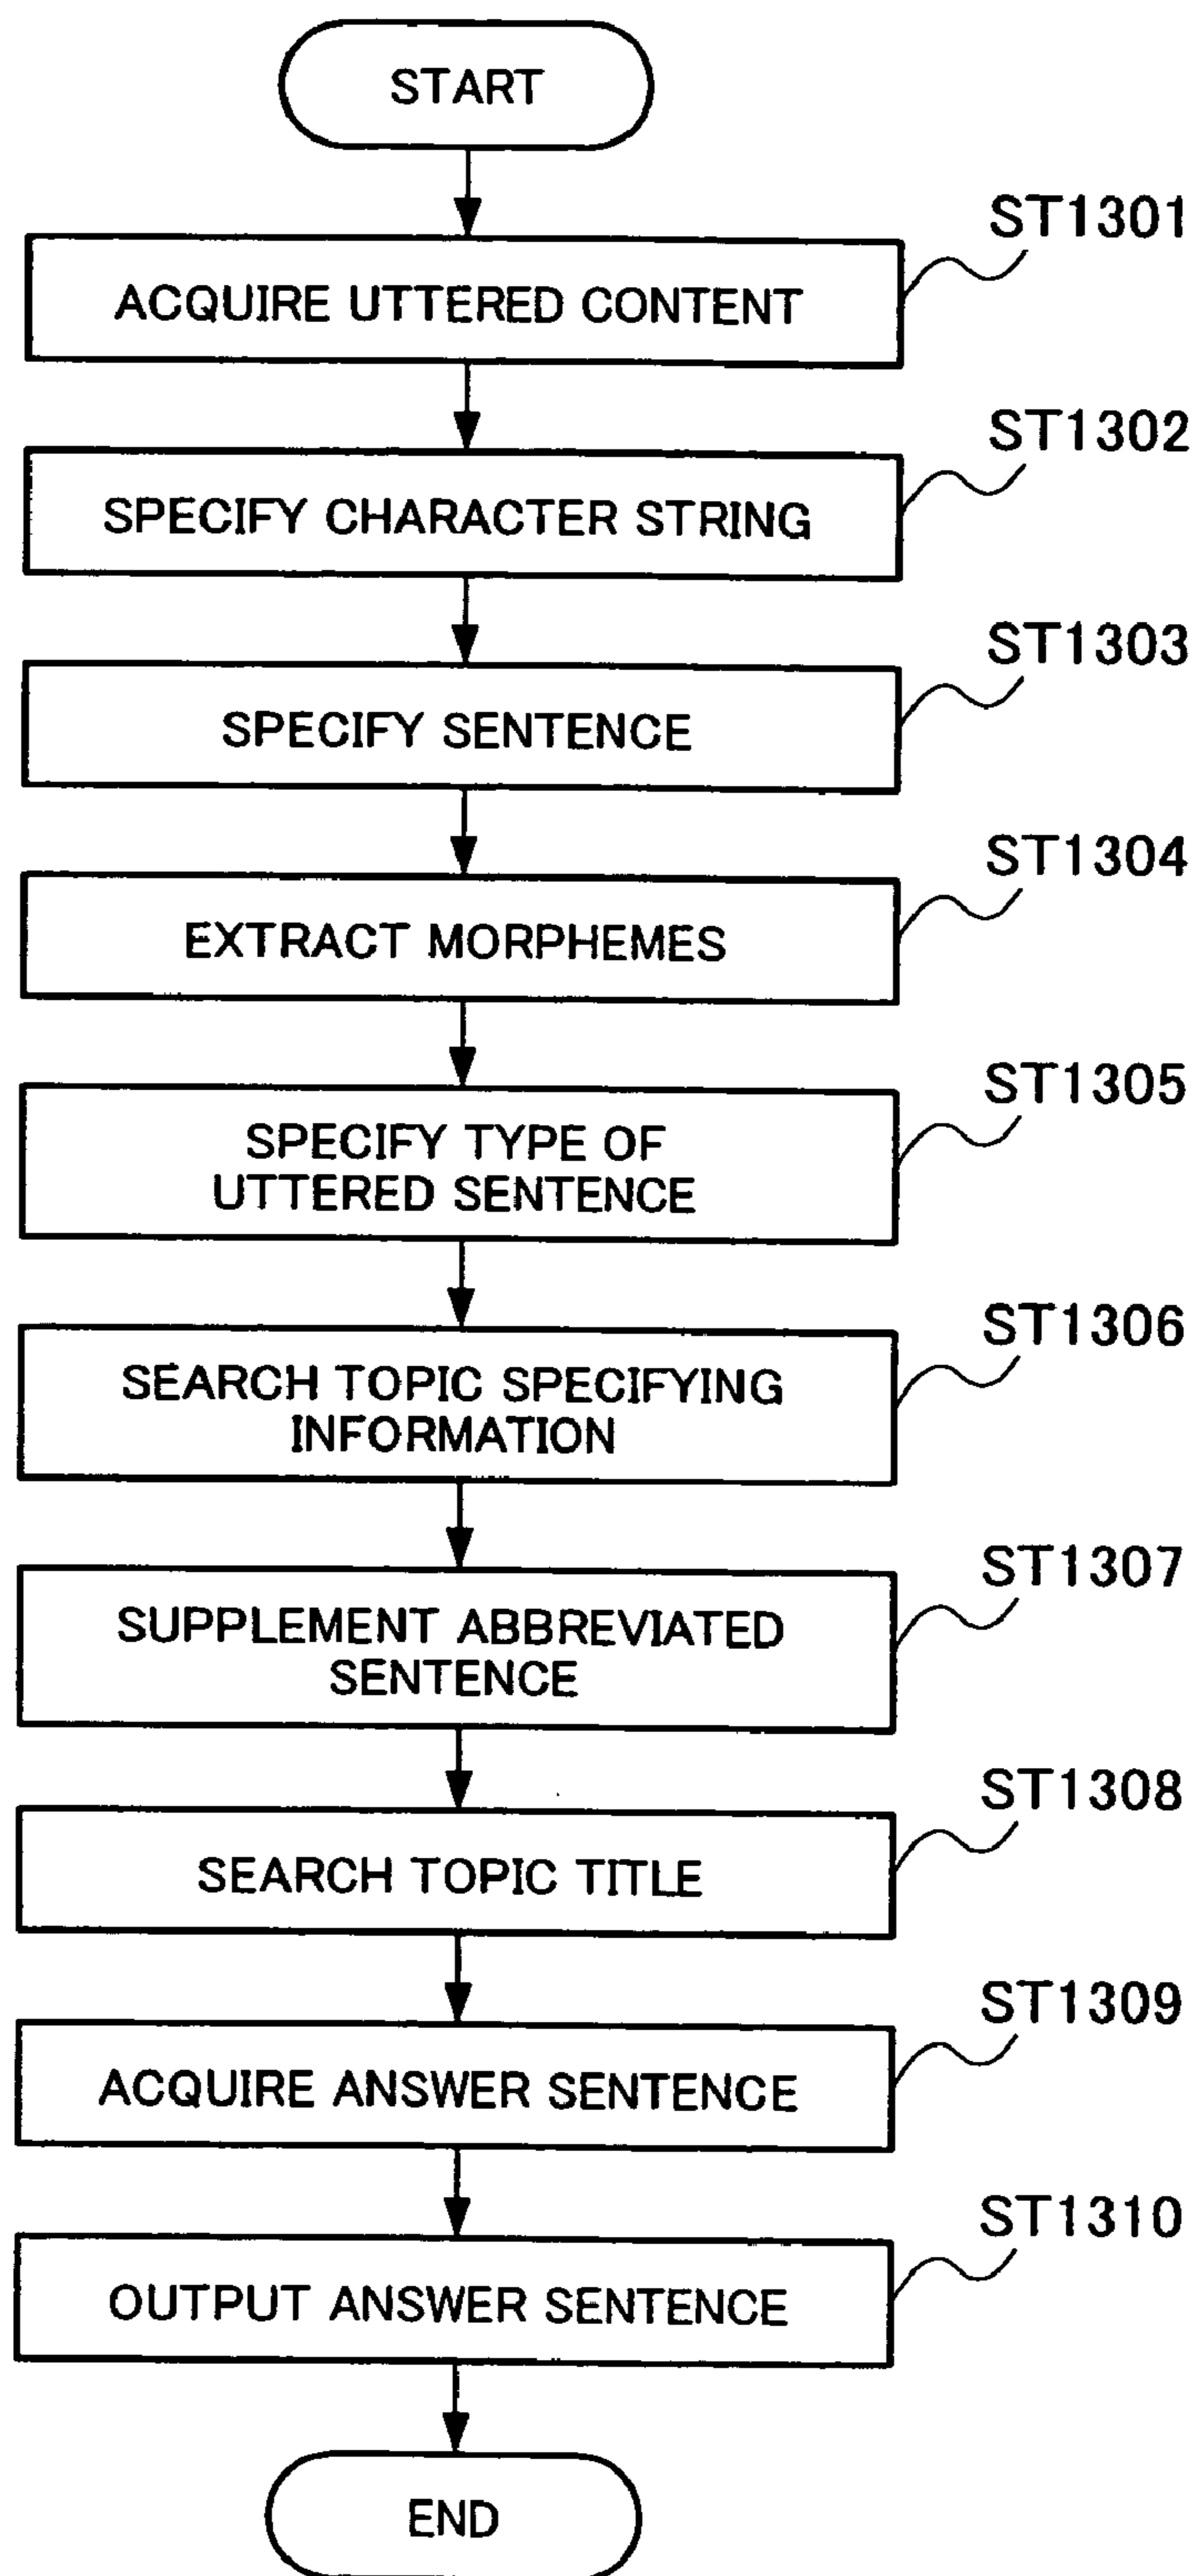 START
ST1301
ACQUIRE UTTERED CONTENT
ST1302
SPECIFY CHARACTER STRING
ST1303
SPECIFY SENTENCE
ST1304
EXTRACT MORPHEMES
ST1305
SPECIFY TYPE OF
UTTERED SENTENCE
ST1306
SEARCH TOPIC SPECIFYING
INFORMATION
ST1307
SUPPLEMENT ABBREVIATED
SENTENCE
ST1308
SEARCH TOPIC TITLE
ST1309
ACQUIRE ANSWER SENTENCE
ST1310
OUTPUT ANSWER SENTENCE
END